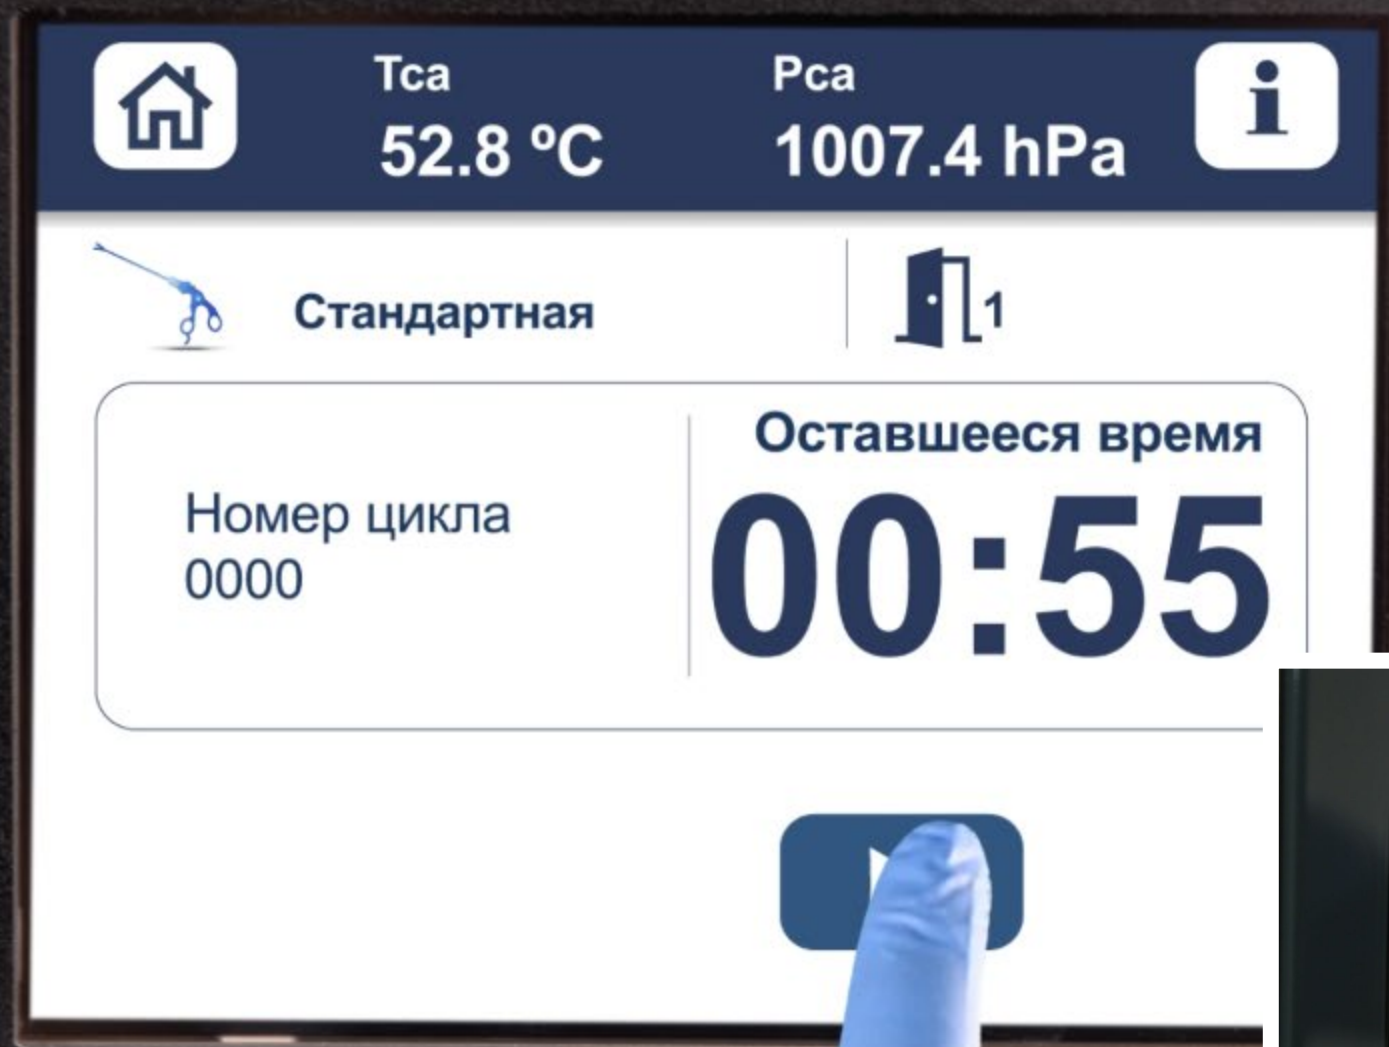 Tca
Pca
52.8 ºC
1007.4 hPa
i
Стандартная
1
Оставшееся время
00:55
Номер цикла
0000